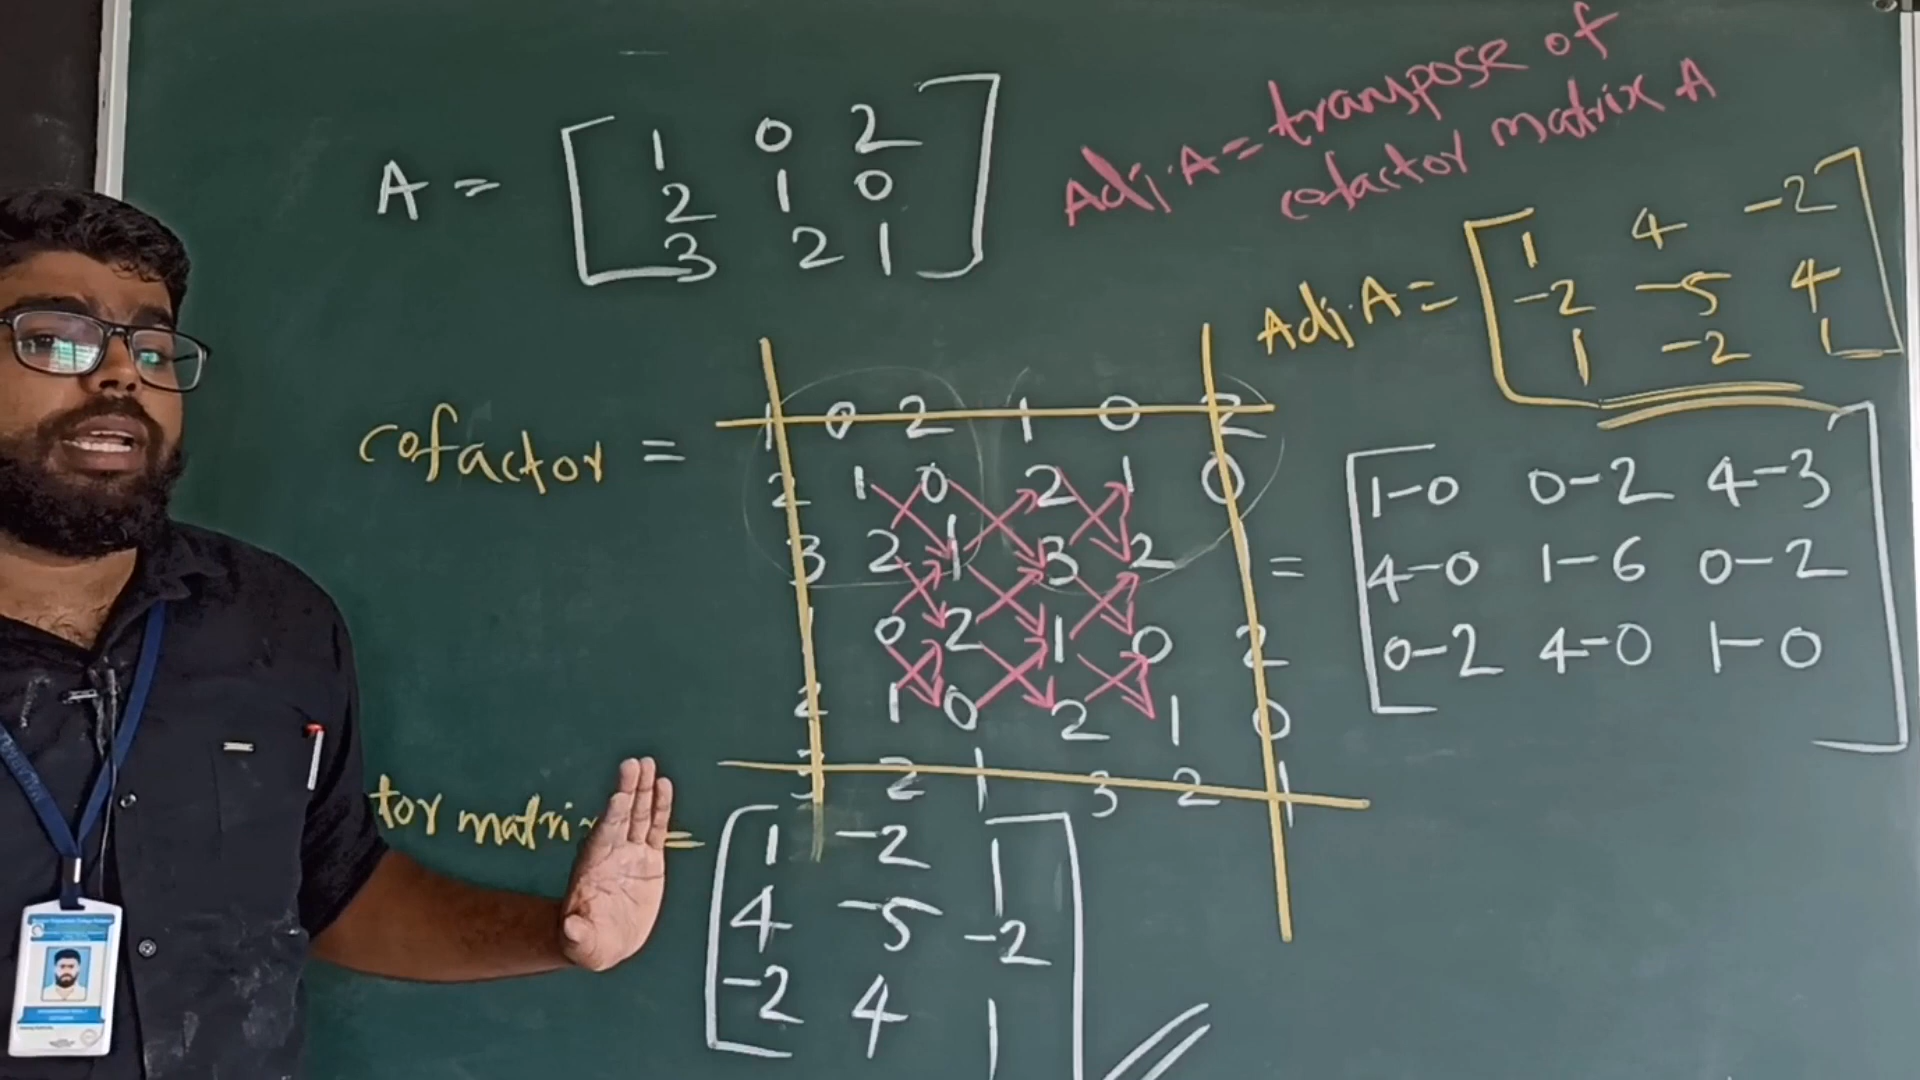 A = [ 1 0 2
2 1 0
3 2 1 ]
Adj.A = transpose of
cofactor matrix A
Adj.A = [ 1 4 -2
-2 -5 4
1 -2 1 ]
cofactor =
1 0 2 1 0 2
2 1 0 2 1 0
3 2 1 3 2 1
1 0 2 1 0 2
2 1 0 2 1 0
3 2 1 3 2 1
= [ 1-0 0-2 4-3
4-0 1-6 0-2
0-2 4-0 1-0 ]
tor matri =
[ 1 -2 1
4 -5 -2
-2 4 1 ]